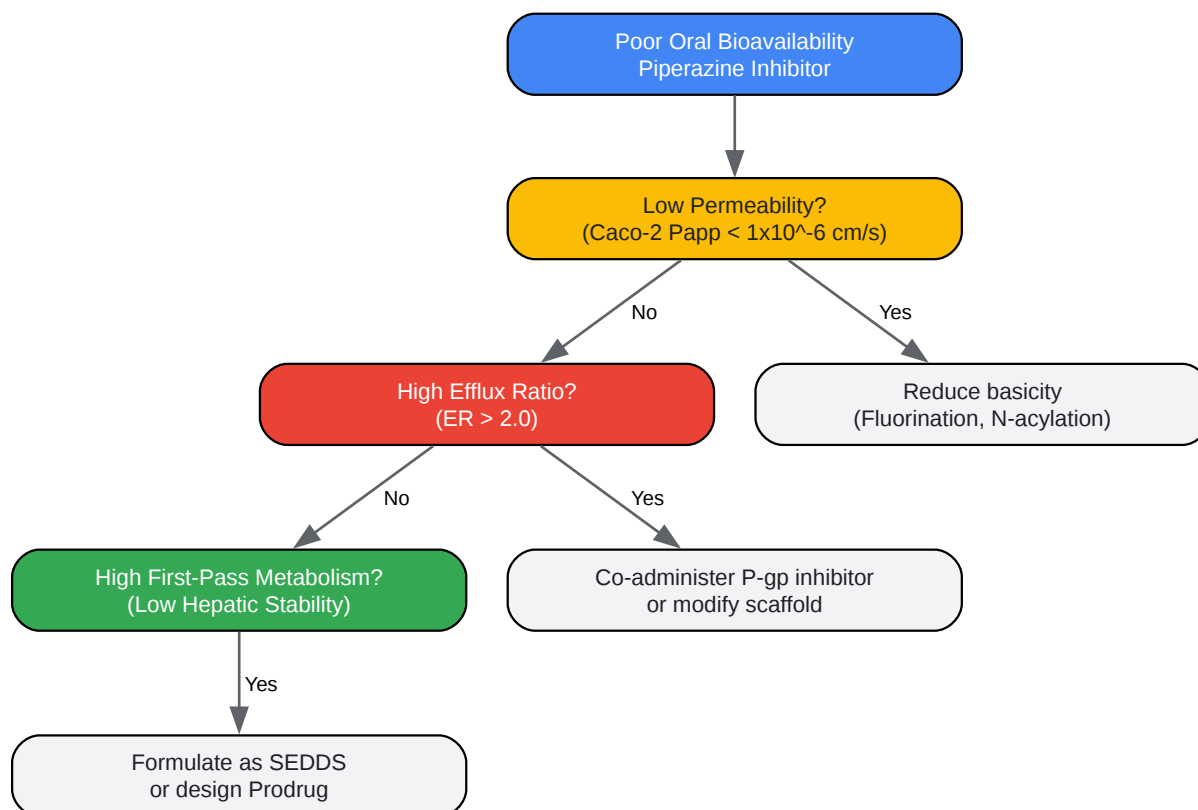 Poor Oral Bioavailability
Piperazine Inhibitor
Low Permeability?
(Caco-2 Papp < 1x10^-6 cm/s)
No
Yes
High Efflux Ratio?
(ER > 2.0)
Reduce basicity
(Fluorination, N-acylation)
No
Yes
High First-Pass Metabolism?
(Low Hepatic Stability)
Co-administer P-gp inhibitor
or modify scaffold
Yes
Formulate as SEDDS
or design Prodrug